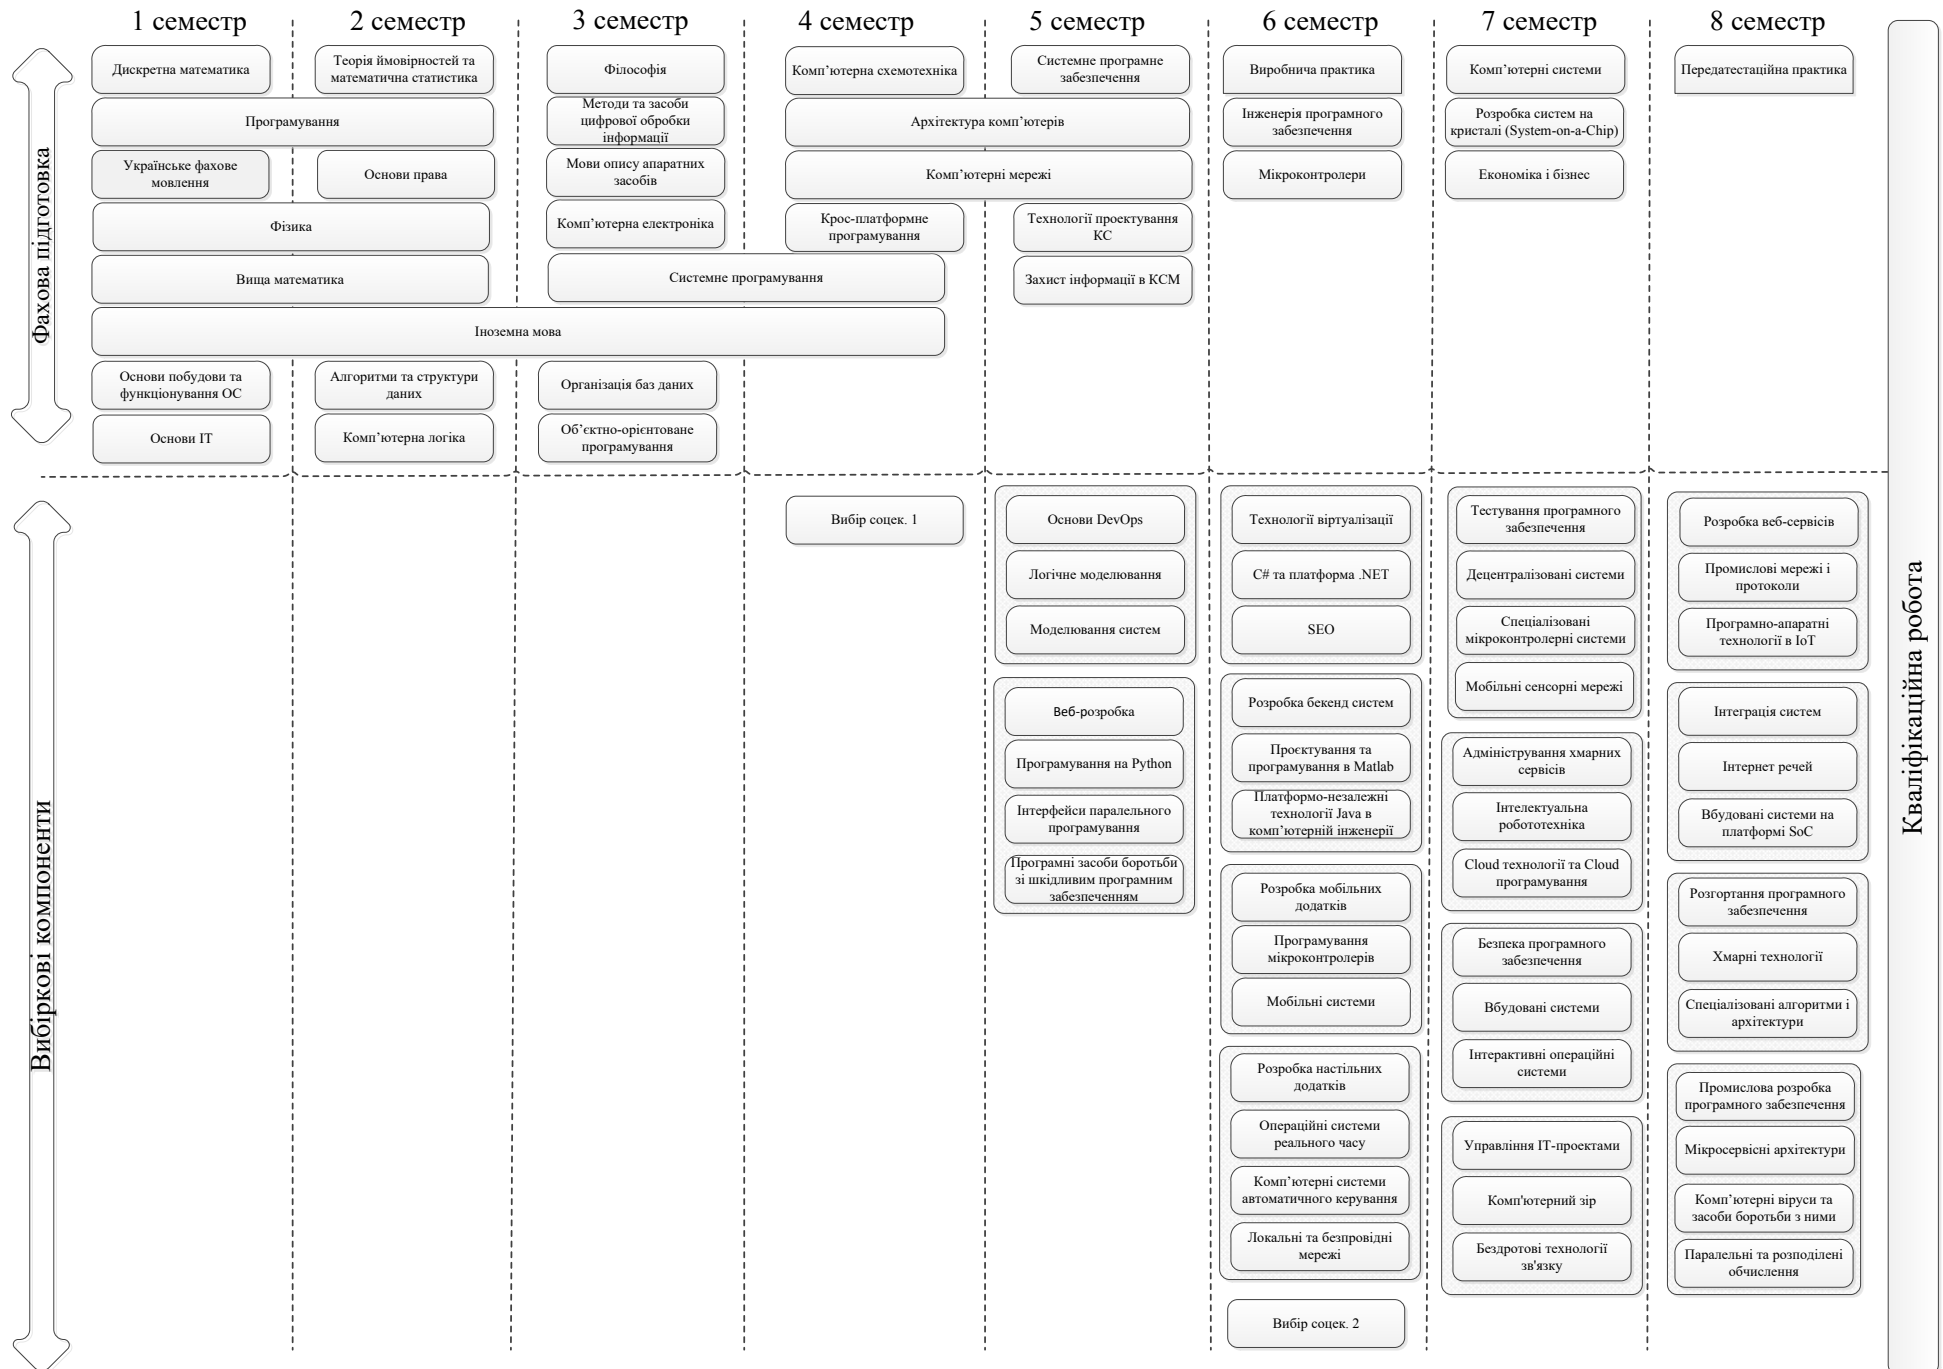 1 семестр
2 семестр
3 семестр
4 семестр
5 семестр
6 семестр
7 семестр
8 семестр
Фахова підготовка
Дискретна математика
Теорія ймовірностей та
математична статистика
Філософія
Комп’ютерна схемотехніка
Системне програмне
забезпечення
Виробнича практика
Комп’ютерні системи
Передатестаційна практика
Програмування
Методи та засоби
цифрової обробки
інформації
Архітектура комп’ютерів
Інженерія програмного
забезпечення
Розробка систем на
кристалі (System-on-a-Chip)
Українське фахове
мовлення
Основи права
Мови опису апаратних
засобів
Комп’ютерні мережі
Мікроконтролери
Економіка і бізнес
Фізика
Комп’ютерна електроніка
Крос-платформне
програмування
Технології проектування
КС
Вища математика
Системне програмування
Захист інформації в КСМ
Іноземна мова
Основи побудови та
функціонування ОС
Алгоритми та структури
даних
Організація баз даних
Основи ІТ
Комп’ютерна логіка
Об’єктно-орієнтоване
програмування
Вибіркові компоненти
Вибір соцек. 1
Основи DevOps
Логічне моделювання
Моделювання систем
Веб-розробка
Програмування на Python
Інтерфейси паралельного
програмування
Програмні засоби боротьби
зі шкідливим програмним
забезпеченням
Технології віртуалізації
C# та платформа .NET
SEO
Розробка бекенд систем
Проєктування та
програмування в Matlab
Платформо-незалежні
технології Java в
комп’ютерній інженерії
Розробка мобільних
додатків
Програмування
мікроконтролерів
Мобільні системи
Розробка настільних
додатків
Операційні системи
реального часу
Комп’ютерні системи
автоматичного керування
Локальні та безпровідні
мережі
Вибір соцек. 2
Тестування програмного
забезпечення
Децентралізовані системи
Спеціалізовані
мікроконтролерні системи
Мобільні сенсорні мережі
Адміністрування хмарних
сервісів
Інтелектуальна
робототехніка
Cloud технології та Cloud
програмування
Безпека програмного
забезпечення
Вбудовані системи
Інтерактивні операційні
системи
Управління ІТ-проектами
Комп'ютерний зір
Бездротові технології
зв'язку
Розробка веб-сервісів
Промислові мережі і
протоколи
Програмно-апаратні
технології в ІоТ
Інтеграція систем
Інтернет речей
Вбудовані системи на
платформі SoC
Розгортання програмного
забезпечення
Хмарні технології
Спеціалізовані алгоритми і
архітектури
Промислова розробка
програмного забезпечення
Мікросервісні архітектури
Комп’ютерні віруси та
засоби боротьби з ними
Паралельні та розподілені
обчислення
Кваліфікаційна робота